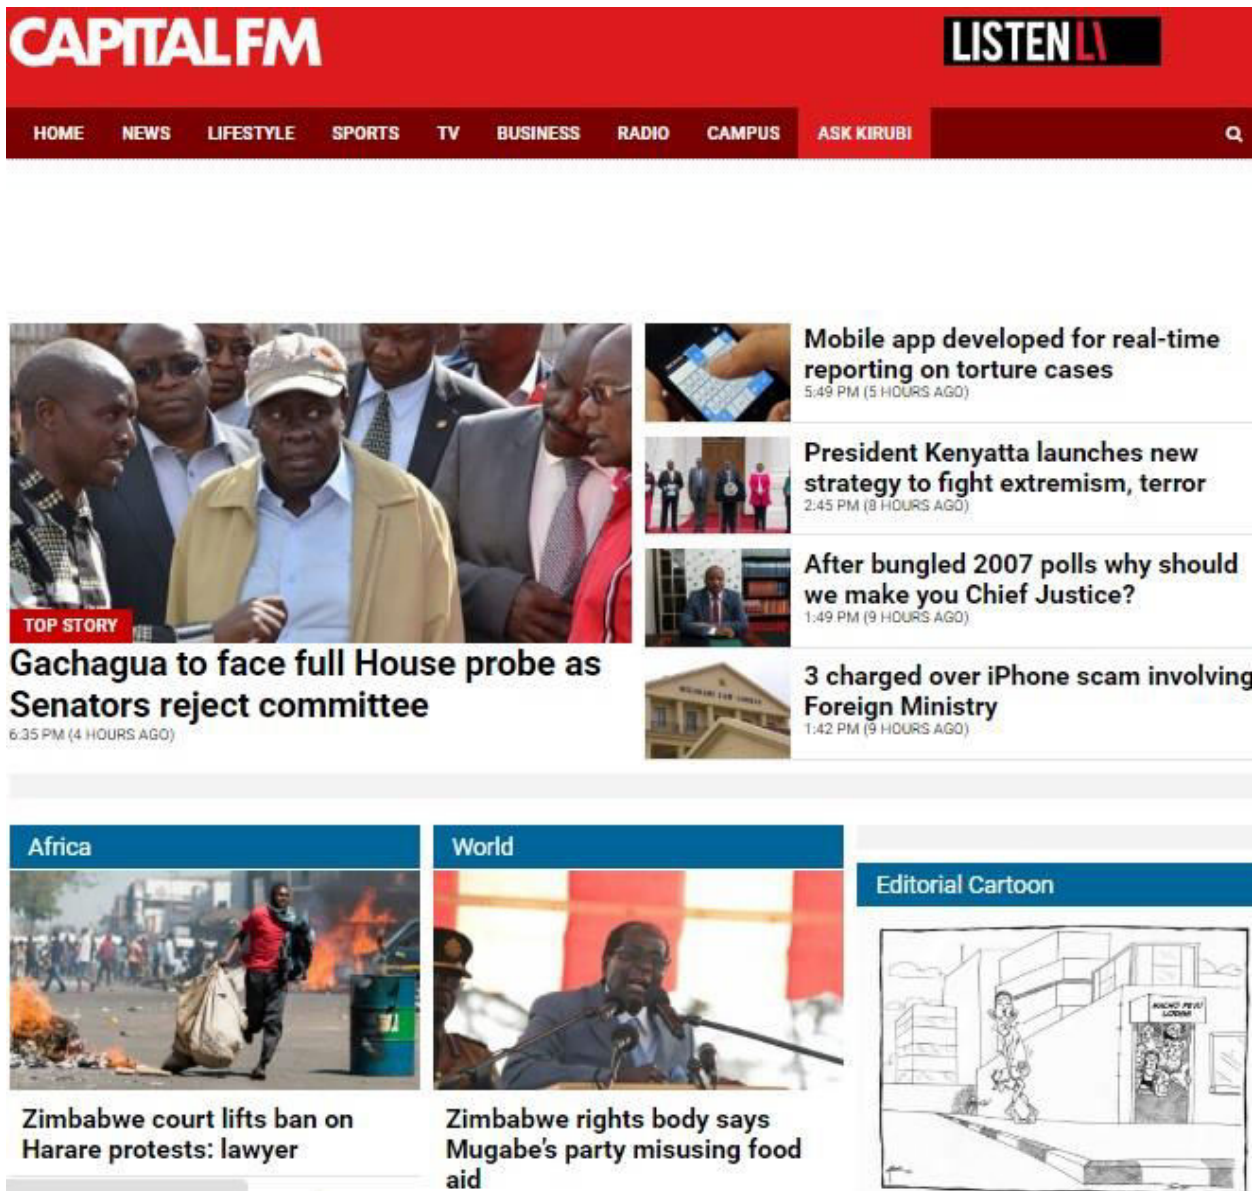 CAPITAL FM
LISTEN L\
HOME NEWS LIFESTYLE SPORTS TV BUSINESS RADIO CAMPUS ASK KIRUBI
TOP STORY
Gachagua to face full House probe as
Senators reject committee
6:35 PM (4 HOURS AGO)
Mobile app developed for real-time
reporting on torture cases
5:49 PM (5 HOURS AGO)
President Kenyatta launches new
strategy to fight extremism, terror
2:45 PM (8 HOURS AGO)
After bungled 2007 polls why should
we make you Chief Justice?
1:49 PM (9 HOURS AGO)
MILIMANI LAW COURTS
3 charged over iPhone scam involving
Foreign Ministry
1:42 PM (9 HOURS AGO)
Africa
Zimbabwe court lifts ban on
Harare protests: lawyer
World
Zimbabwe rights body says
Mugabe's party misusing food
aid
Editorial Cartoon
LODGE